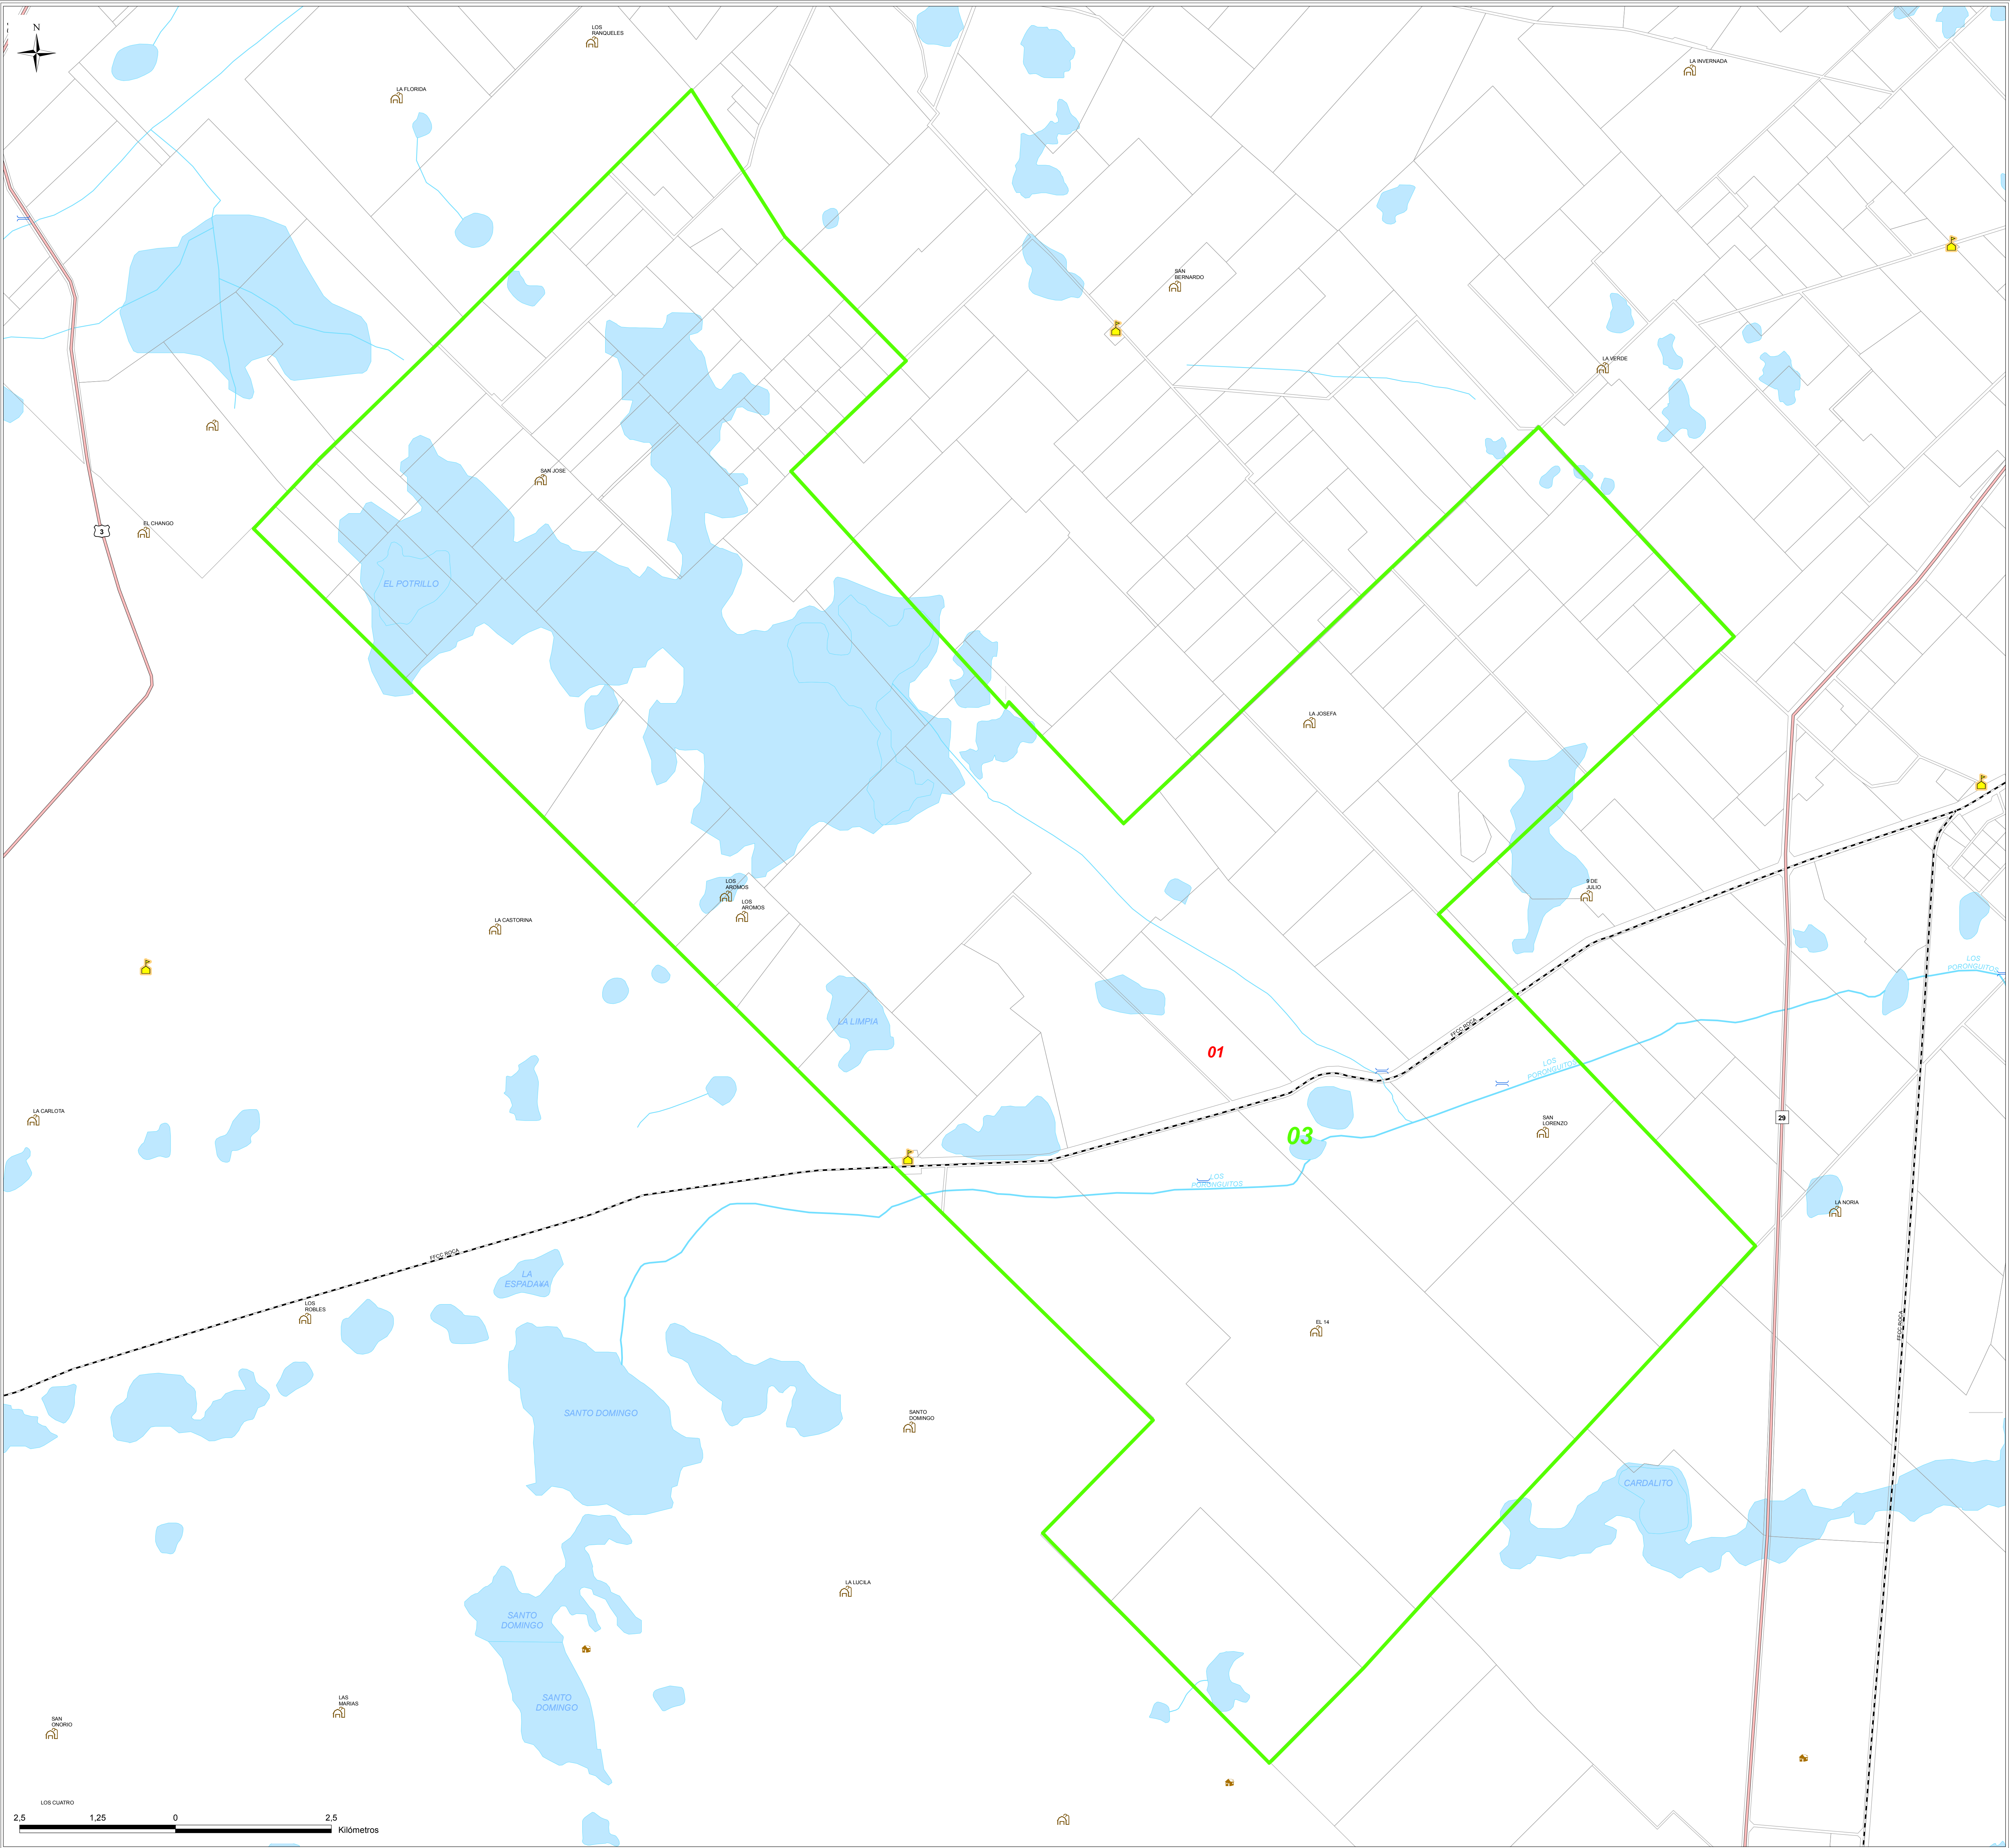 N
LOS
RANQUELES
LA INVERNADA
LA FLORIDA
SAN
BERNARDO
LA VERDE
SAN JOSE
EL CHANGO
3
EL POTRILLO
LA JOSEFA
LOS
AROMOS
9 DE
JULIO
LOS
AROMOS
LA CASTORINA
LOS
PORONGUITOS
LA LIMPIA
FFCC ROCA
01
LOS
PORONGUITOS
LA CARLOTA
29
SAN
LORENZO
03
LOS
PORONGUITOS
LA NORIA
FFCC ROCA
LA
ESPADA¥A
LOS
ROBLES
EL 14
FFCC ROCA
SANTO DOMINGO
SANTO
DOMINGO
CARDALITO
LA LUCILA
SANTO
DOMINGO
SANTO
DOMINGO
LAS
MARIAS
SAN
ONORIO
LOS CUATRO
2,5 1,25 0 2,5
Kilómetros